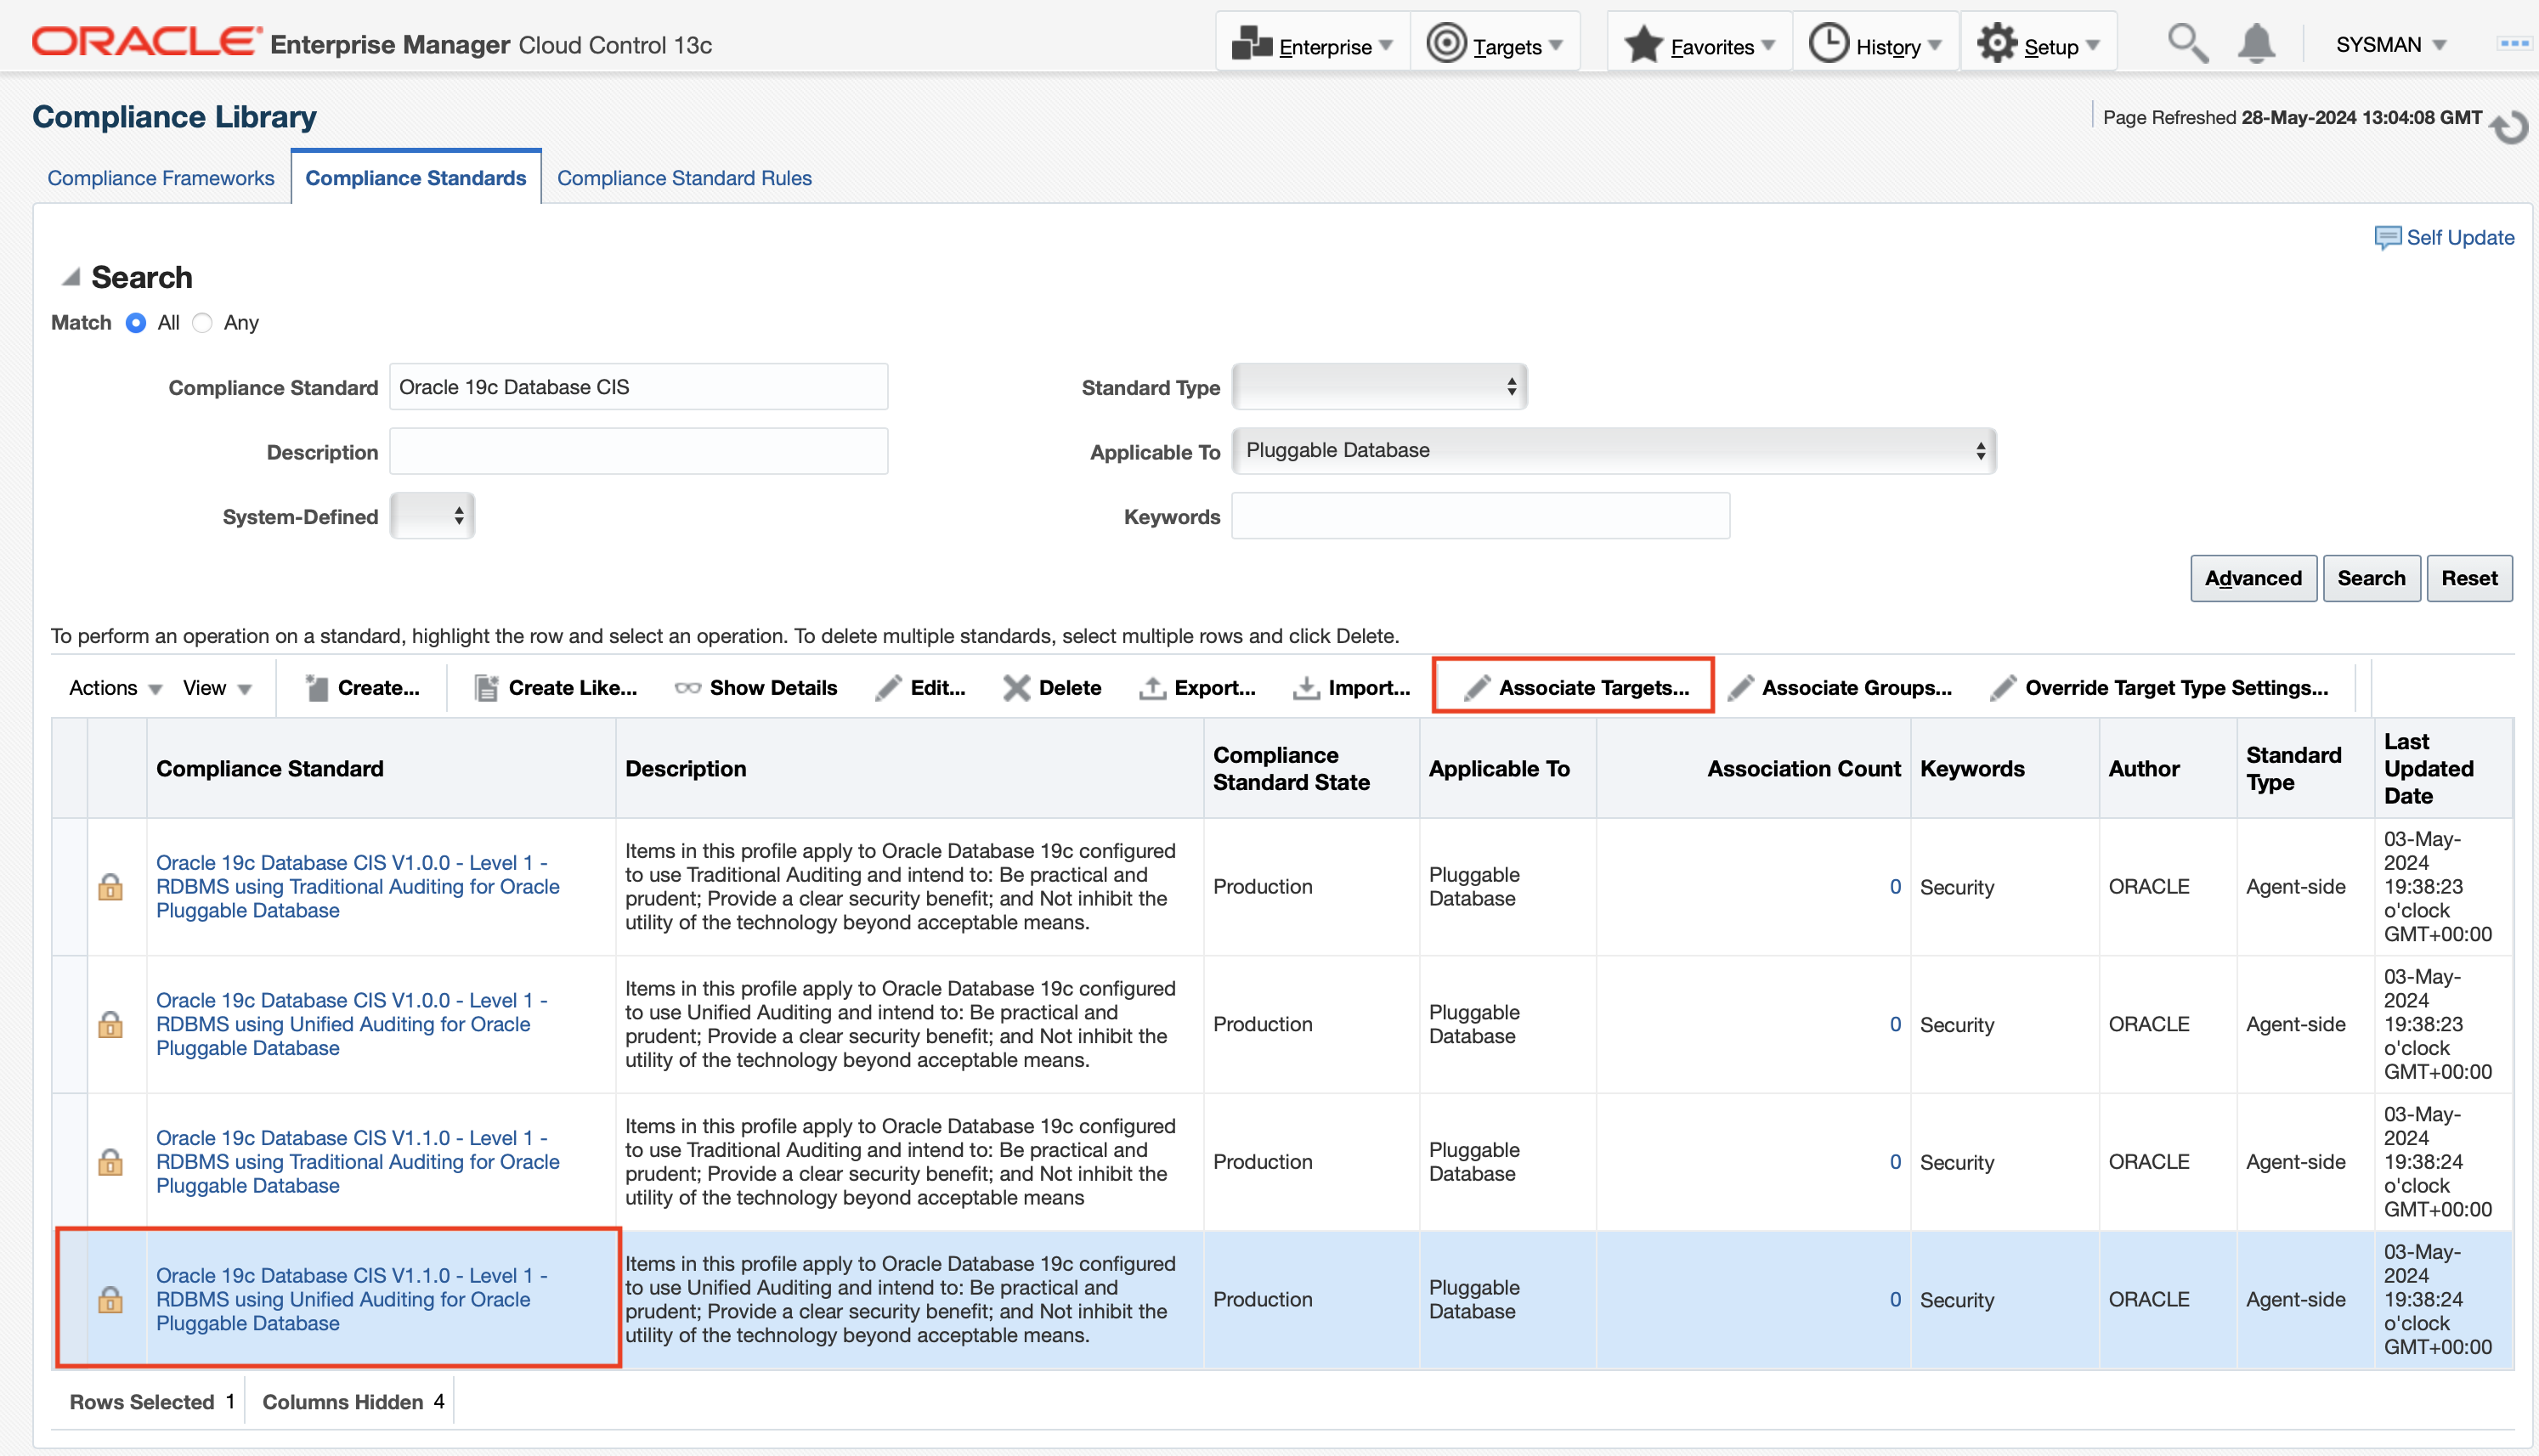 ORACLE Enterprise Manager Cloud Control 13c
Enterprise Targets Favorites History Setup SYSMAN
Compliance Library
Page Refreshed 28-May-2024 13:04:08 GMT
Compliance Frameworks Compliance Standards Compliance Standard Rules
Self Update
Search
Match All Any
Compliance Standard Oracle 19c Database CIS
Standard Type
Description
Applicable To Pluggable Database
System-Defined
Keywords
Advanced Search Reset
To perform an operation on a standard, highlight the row and select an operation. To delete multiple standards, select multiple rows and click Delete.
Actions View Create... Create Like... Show Details Edit... Delete Export... Import... Associate Targets... Associate Groups... Override Target Type Settings...
Compliance Standard
Description
Compliance
Standard State
Applicable To
Association Count
Keywords
Author
Standard
Type
Last
Updated
Date
Oracle 19c Database CIS V1.0.0 - Level 1 -
RDBMS using Traditional Auditing for Oracle
Pluggable Database
Items in this profile apply to Oracle Database 19c configured
to use Traditional Auditing and intend to: Be practical and
prudent; Provide a clear security benefit; and Not inhibit the
utility of the technology beyond acceptable means.
Production
Pluggable
Database
0
Security
ORACLE
Agent-side
03-May-
2024
19:38:23
o'clock
GMT+00:00
Oracle 19c Database CIS V1.0.0 - Level 1 -
RDBMS using Unified Auditing for Oracle
Pluggable Database
Items in this profile apply to Oracle Database 19c configured
to use Unified Auditing and intend to: Be practical and
prudent; Provide a clear security benefit; and Not inhibit the
utility of the technology beyond acceptable means.
Production
Pluggable
Database
0
Security
ORACLE
Agent-side
03-May-
2024
19:38:23
o'clock
GMT+00:00
Oracle 19c Database CIS V1.1.0 - Level 1 -
RDBMS using Traditional Auditing for Oracle
Pluggable Database
Items in this profile apply to Oracle Database 19c configured
to use Traditional Auditing and intend to: Be practical and
prudent; Provide a clear security benefit; and Not inhibit the
utility of the technology beyond acceptable means
Production
Pluggable
Database
0
Security
ORACLE
Agent-side
03-May-
2024
19:38:24
o'clock
GMT+00:00
Oracle 19c Database CIS V1.1.0 - Level 1 -
RDBMS using Unified Auditing for Oracle
Pluggable Database
Items in this profile apply to Oracle Database 19c configured
to use Unified Auditing and intend to: Be practical and
prudent; Provide a clear security benefit; and Not inhibit the
utility of the technology beyond acceptable means.
Production
Pluggable
Database
0
Security
ORACLE
Agent-side
03-May-
2024
19:38:24
o'clock
GMT+00:00
Rows Selected 1 Columns Hidden 4